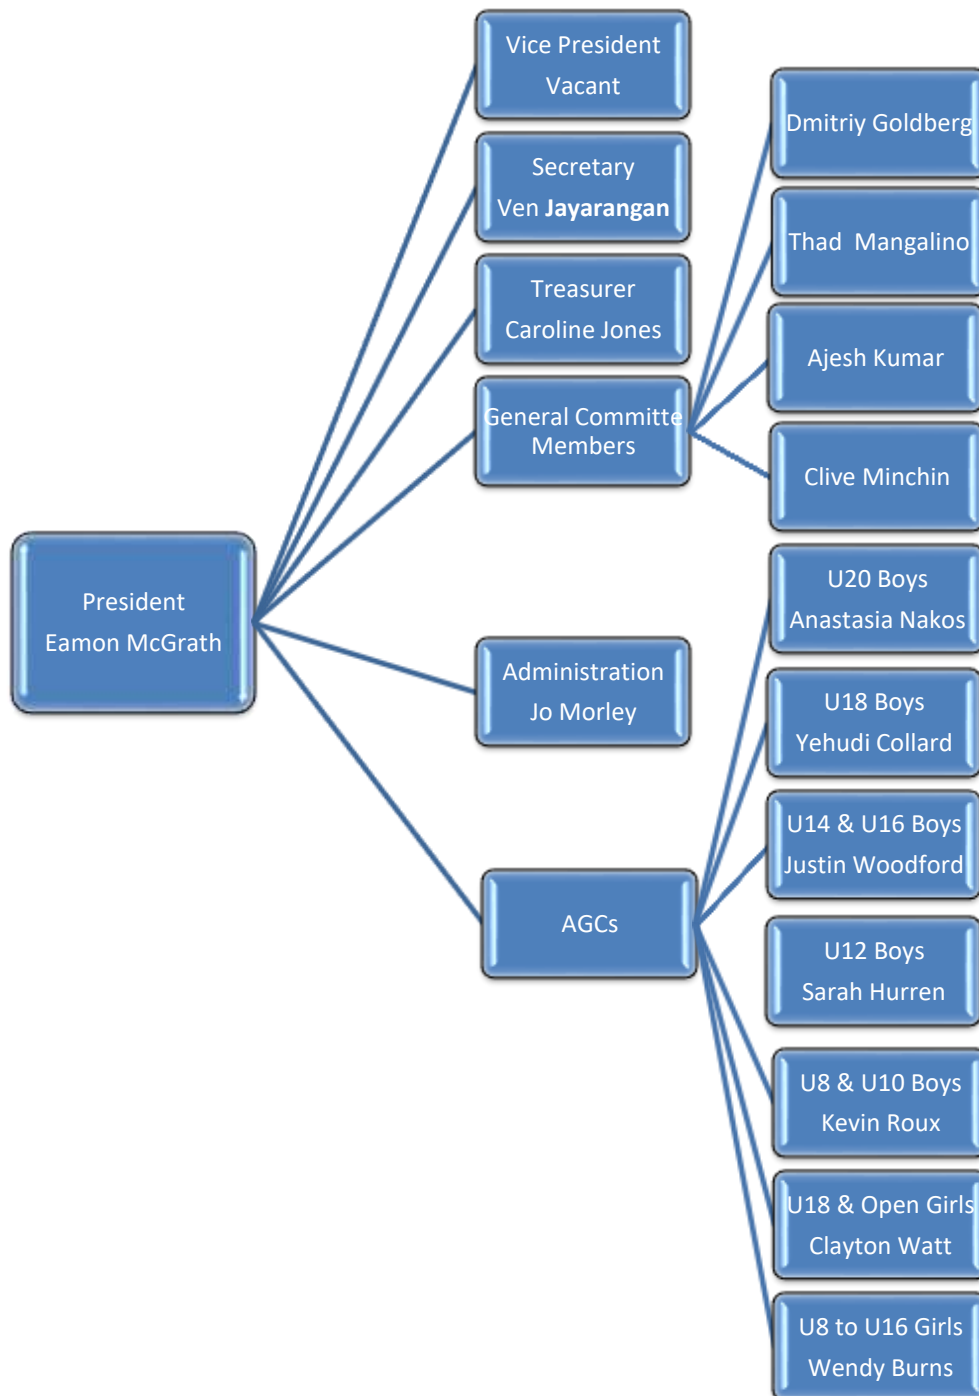 Vice President
Vacant
Secretary
Ven Jayarangan
Treasurer
Caroline Jones
General Committe
Members
Dmitriy Goldberg
Thad Mangalino
Ajesh Kumar
Clive Minchin
President
Eamon McGrath
Administration
Jo Morley
AGCs
U20 Boys
Anastasia Nakos
U18 Boys
Yehudi Collard
U14 & U16 Boys
Justin Woodford
U12 Boys
Sarah Hurren
U8 & U10 Boys
Kevin Roux
U18 & Open Girls
Clayton Watt
U8 to U16 Girls
Wendy Burns